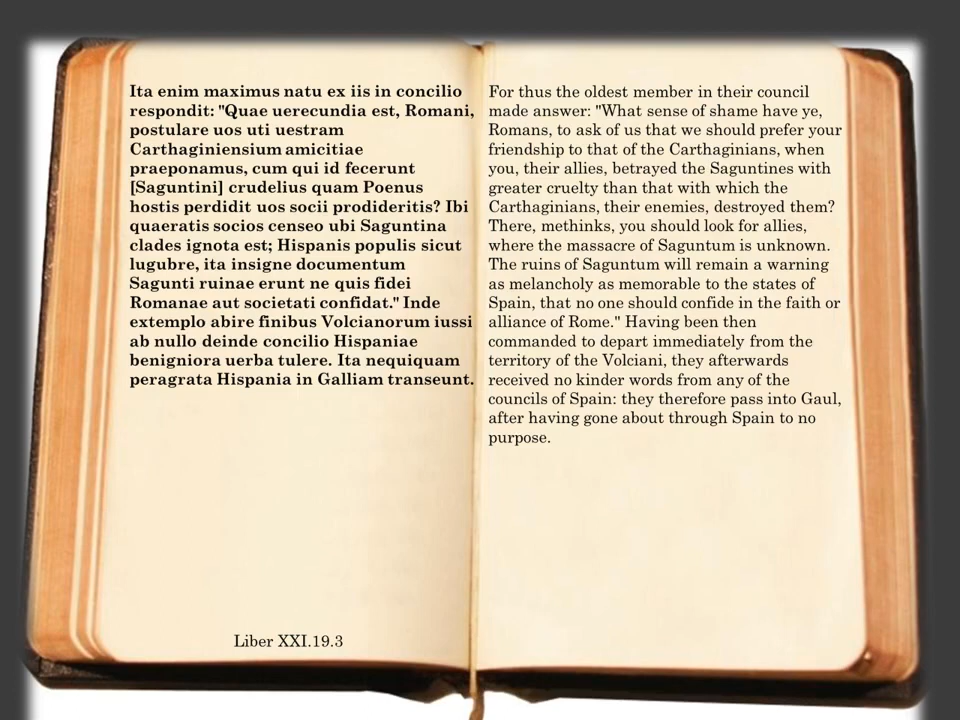 Ita enim maximus natu ex iis in concilio
respondit: "Quae uerecundia est, Romani,
postulare uos uti uestram
Carthaginiensium amicitiae
praeponamus, cum qui id fecerunt
[Saguntini] crudelius quam Poenus
hostis perdidit uos socii prodideritis? Ibi
quaeratis socios censeo ubi Saguntina
clades ignota est; Hispanis populis sicut
lugubre, ita insigne documentum
Sagunti ruinae erunt ne quis fidei
Romanae aut societati confidat." Inde
extemplo abire finibus Volcianorum iussi
ab nullo deinde concilio Hispaniae
benigniora uerba tulere. Ita nequiquam
peragrata Hispania in Galliam transeunt.
Liber XXI.19.3
For thus the oldest member in their council
made answer: "What sense of shame have ye,
Romans, to ask of us that we should prefer your
friendship to that of the Carthaginians, when
you, their allies, betrayed the Saguntines with
greater cruelty than that with which the
Carthaginians, their enemies, destroyed them?
There, methinks, you should look for allies,
where the massacre of Saguntum is unknown.
The ruins of Saguntum will remain a warning
as melancholy as memorable to the states of
Spain, that no one should confide in the faith or
alliance of Rome." Having been then
commanded to depart immediately from the
territory of the Volciani, they afterwards
received no kinder words from any of the
councils of Spain: they therefore pass into Gaul,
after having gone about through Spain to no
purpose.